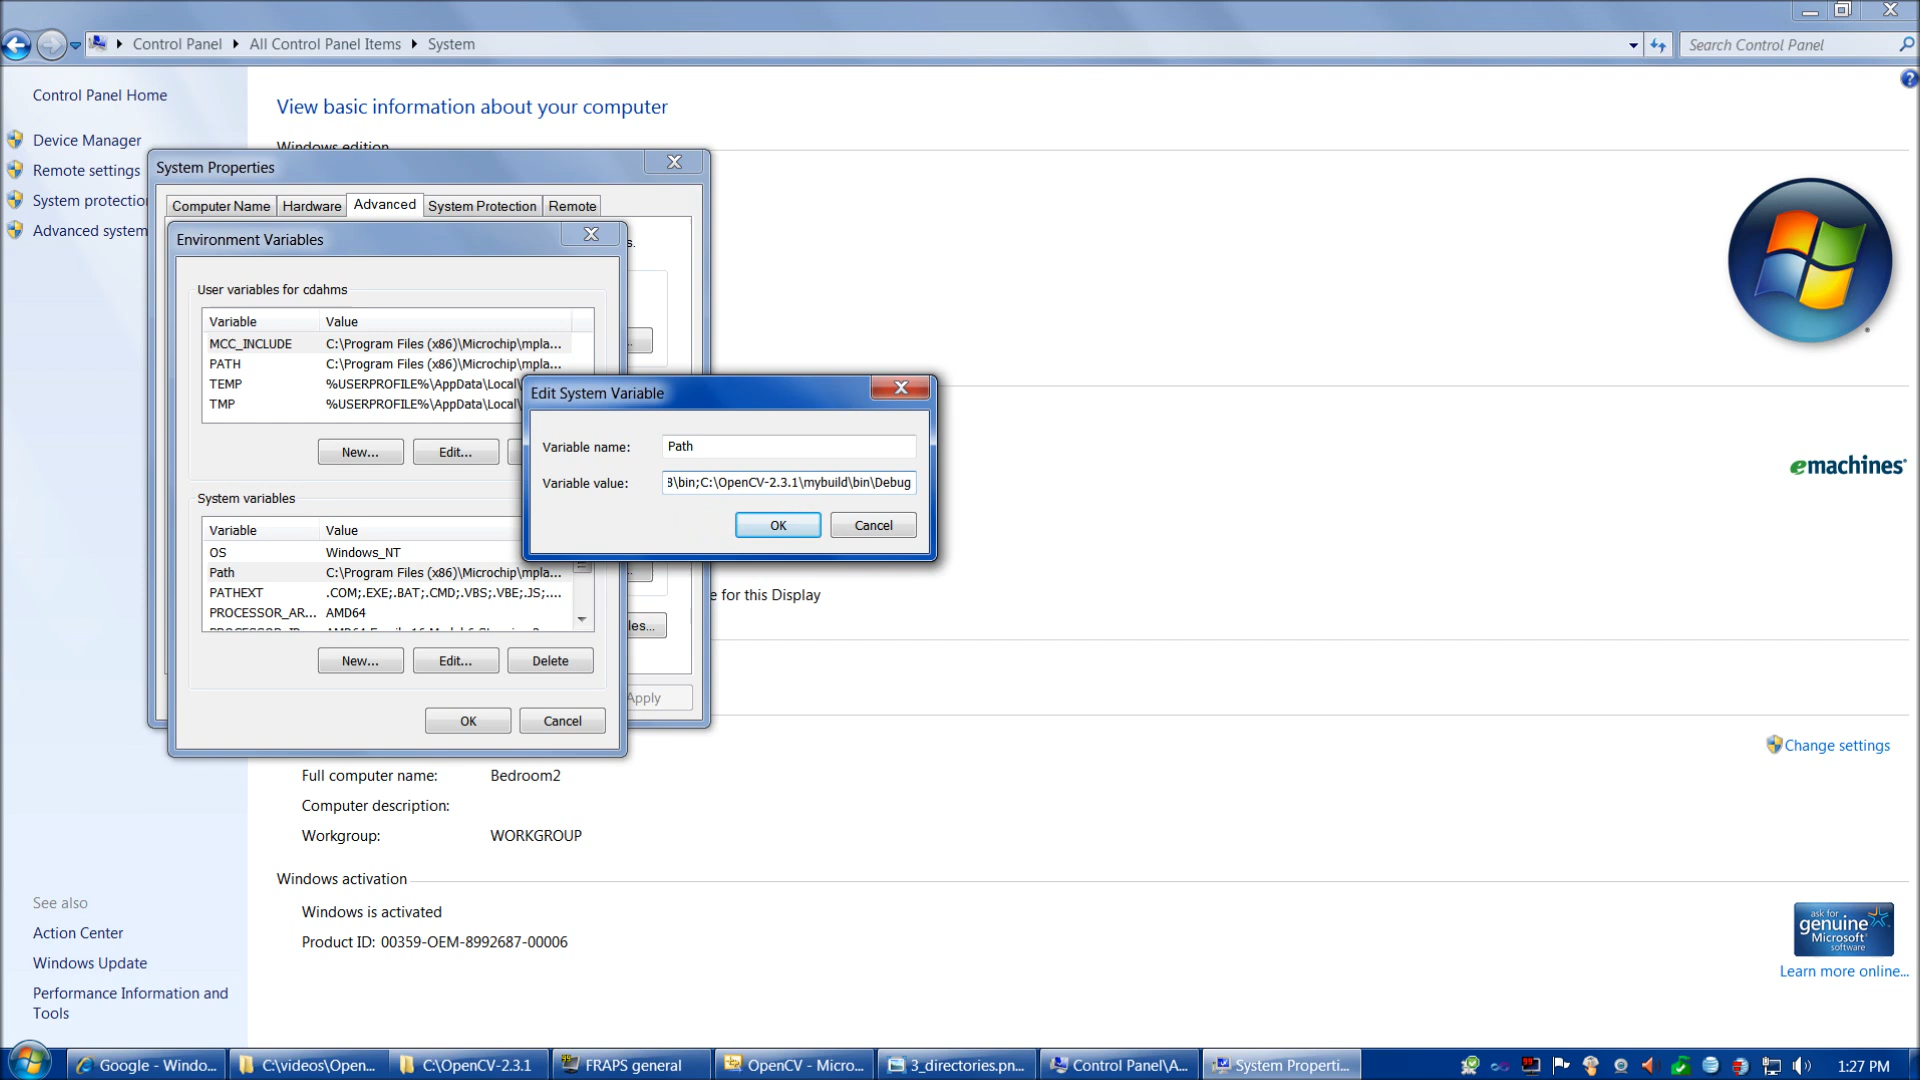 Control Panel
All Control Panel Items
System
Search Control Panel
Control Panel Home
Device Manager
Remote settings
System protectio
Advanced system
View basic information about your computer
Windows edition
System Properties
Computer Name
Hardware
Advanced
System Protection
Remote
Environment Variables
s.
User variables for cdahms
Variable Value
MCC_INCLUDE C:\Program Files (x86)\Microchip\mpla...
PATH C:\Program Files (x86)\Microchip\mpla...
TEMP %USERPROFILE%\AppData\Local\
TMP %USERPROFILE%\AppData\Local\
New...
Edit...
Edit System Variable
Variable name: Path
Variable value: 8\bin;C:\OpenCV-2.3.1\mybuild\bin\Debug
OK
Cancel
emachines
System variables
Variable Value
OS Windows_NT
Path C:\Program Files (x86)\Microchip\mpla...
PATHEXT .COM;.EXE;.BAT;.CMD;.VBS;.VBE;.JS;....
PROCESSOR_AR... AMD64
e for this Display
les...
New...
Edit...
Delete
Apply
OK
Cancel
Change settings
Full computer name: Bedroom2
Computer description:
Workgroup: WORKGROUP
Windows activation
Windows is activated
Product ID: 00359-OEM-8992687-00006
ask for
genuine
Microsoft
software
Learn more online...
See also
Action Center
Windows Update
Performance Information and
Tools
Google - Windo...
C:\videos\Open...
C:\OpenCV-2.3.1
FRAPS general
OpenCV - Micro...
3_directories.pn...
Control Panel\A...
System Properti...
1:27 PM